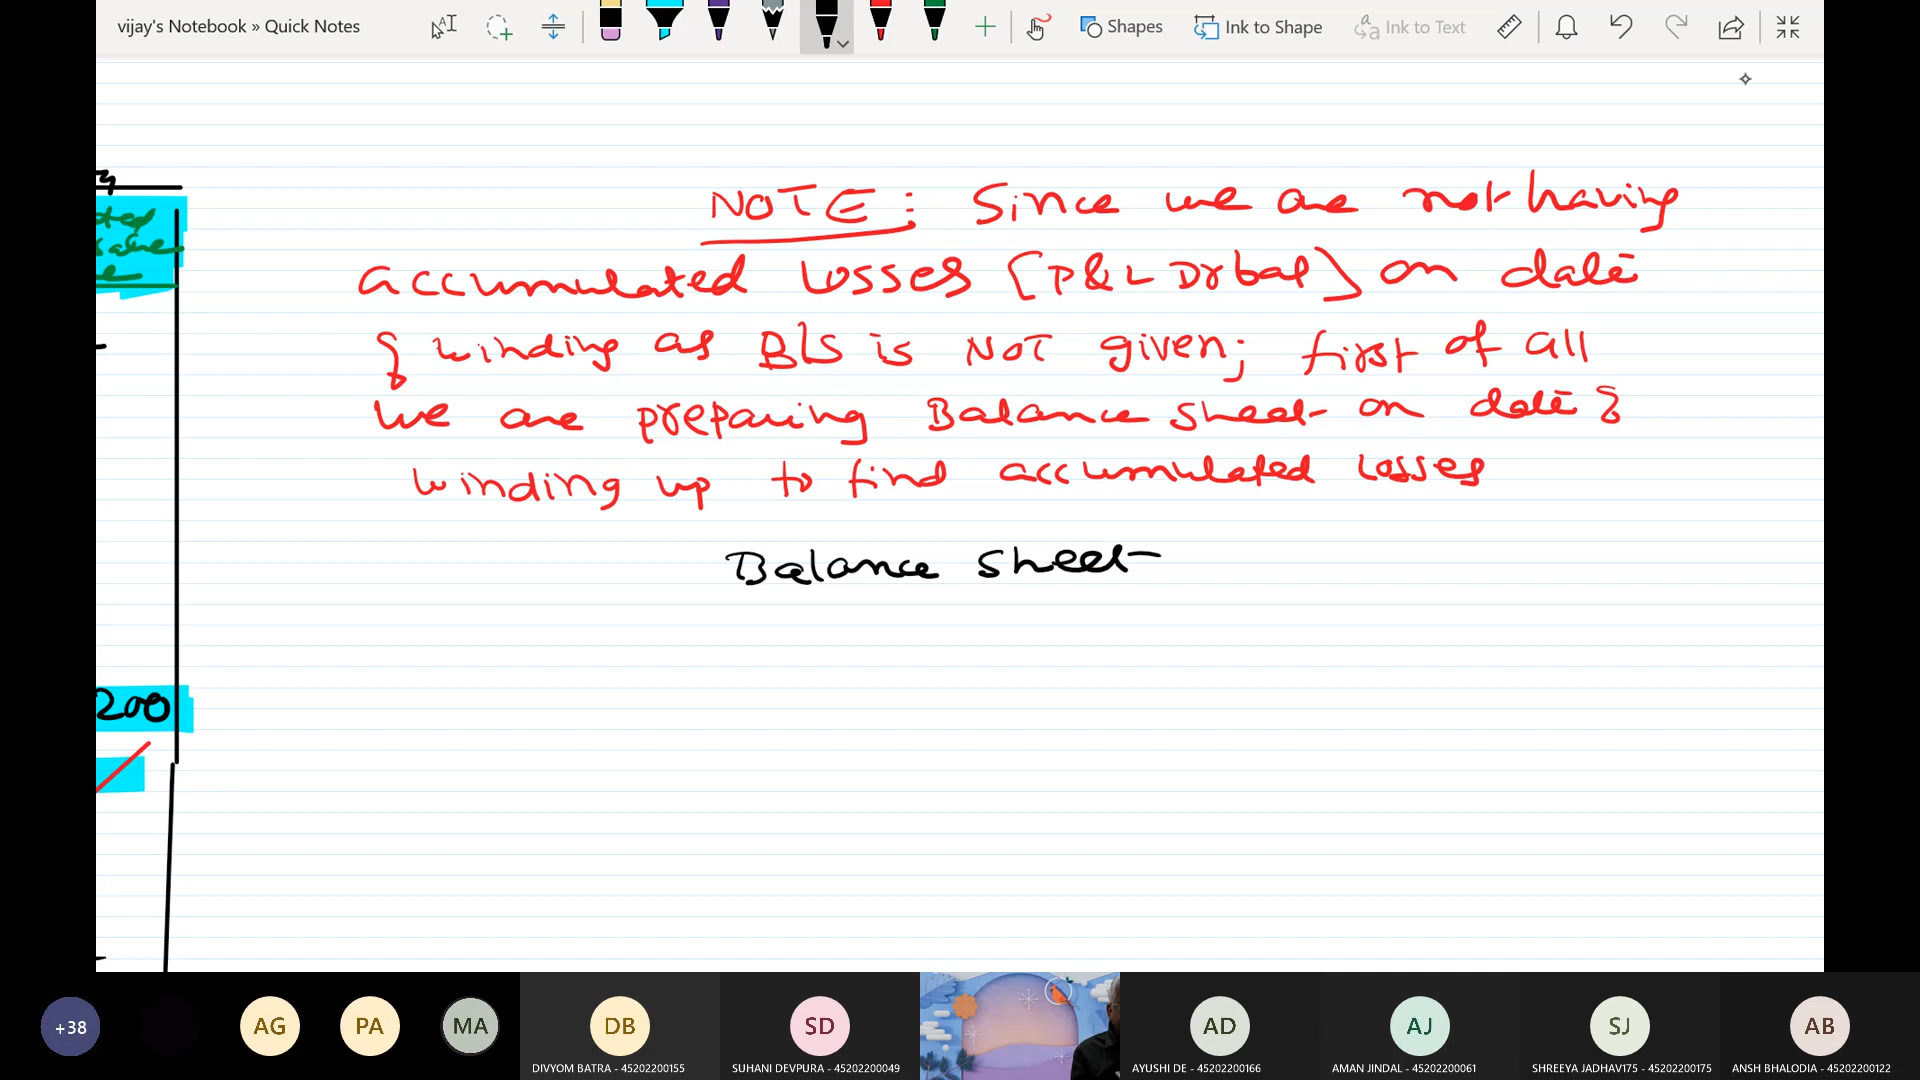 vijay's Notebook » Quick Notes
Shapes
Ink to Shape
Ink to Text
NOTE: Since we are not having
accumulated losses [P&L Dr bal] on date
of winding as B/S is NOT given; first of all
we are preparing Balance sheet on date of
winding up to find accumulated losses
Balance Sheet
200
+38
AG
PA
MA
DB
SD
AD
AJ
SJ
AB
DIVYOM BATRA - 45202200155
SUHANI DEVPURA - 45202200049
AYUSHI DE - 45202200166
AMAN JINDAL - 45202200061
SHREEYA JADHAV175 - 45202200175
ANSH BHALODIA - 45202200122